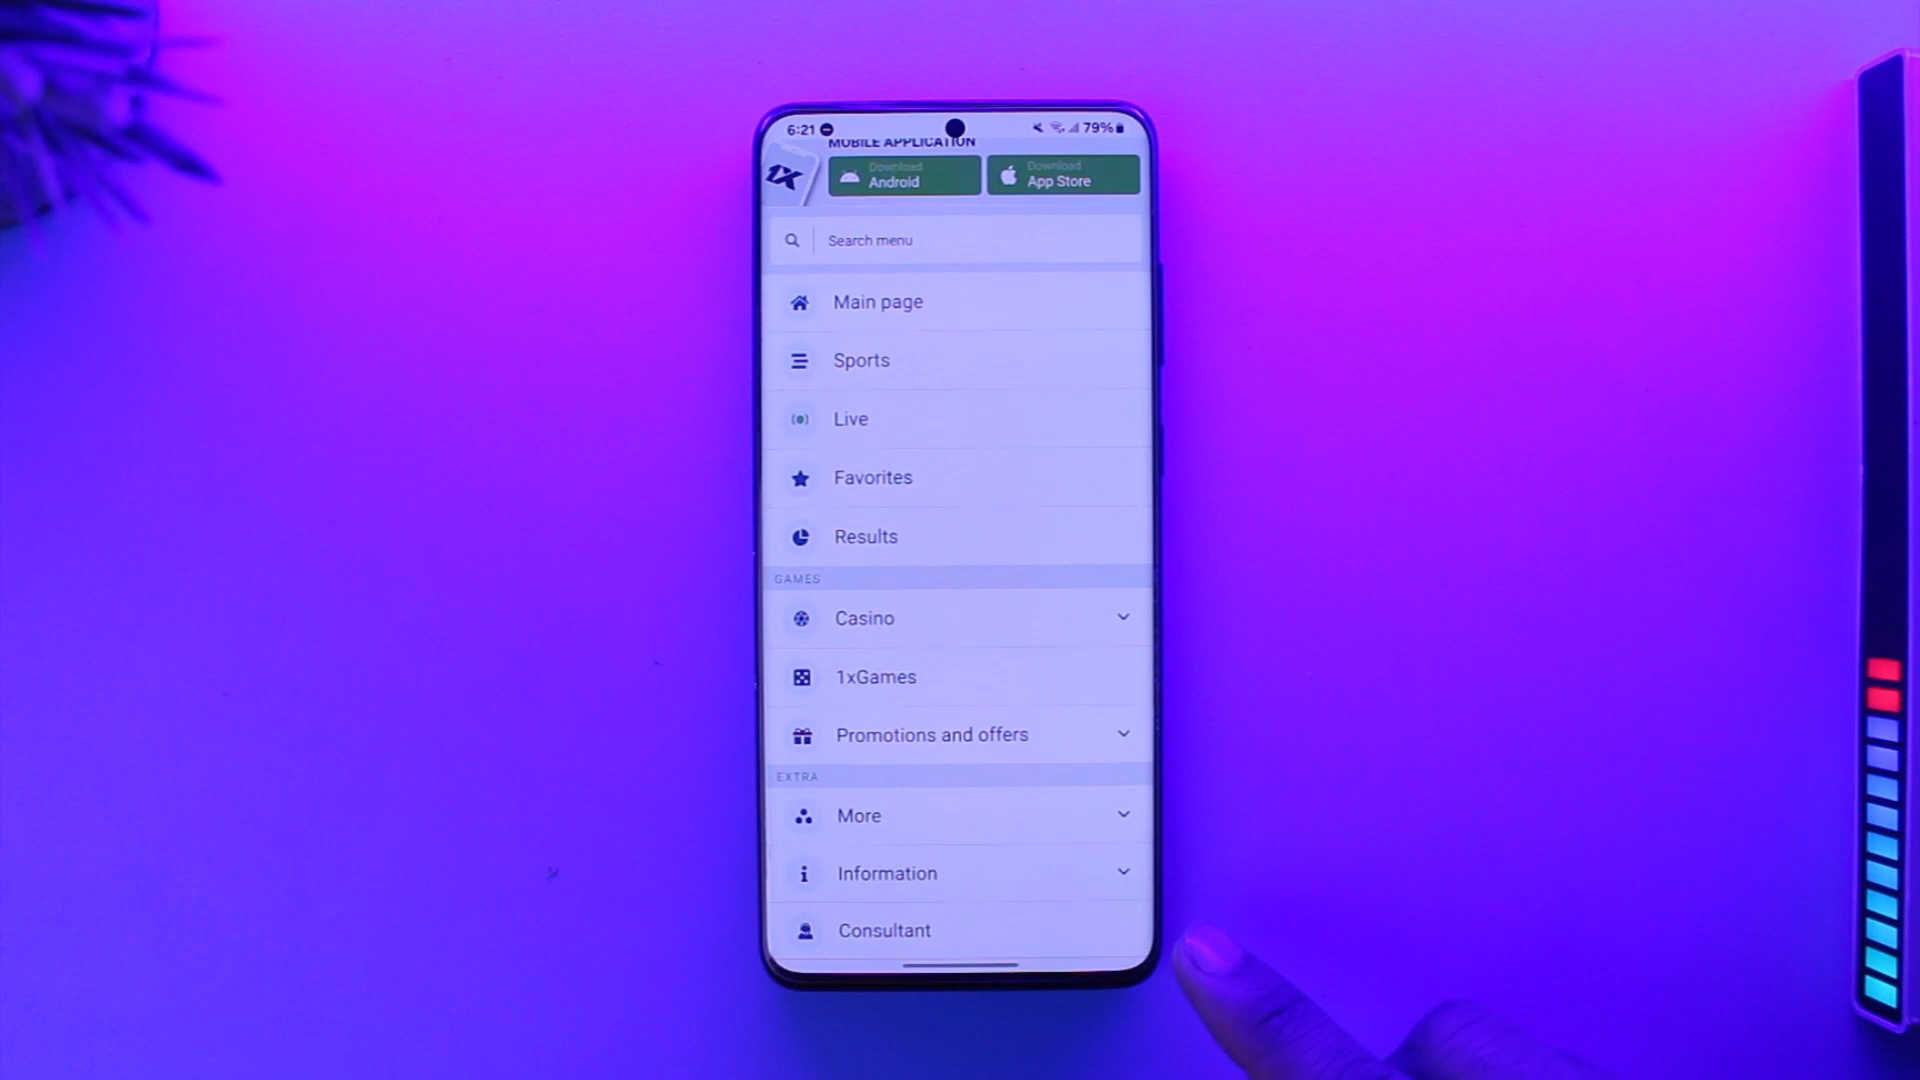 6:21
79%
MOBILE APPLICATION
1X
Download
Android
Download
App Store
Search menu
Main page
Sports
Live
Favorites
Results
GAMES
Casino
1xGames
Promotions and offers
EXTRA
More
Information
Consultant